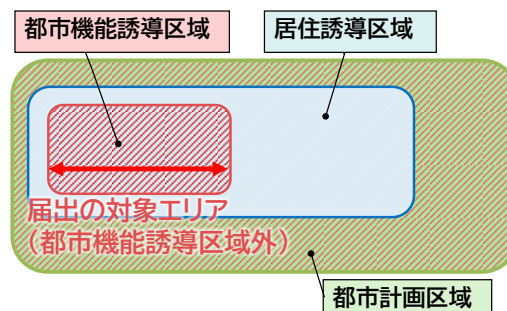 都市機能誘導区域
居住誘導区域
届出の対象エリア
（都市機能誘導区域外）
都市計画区域